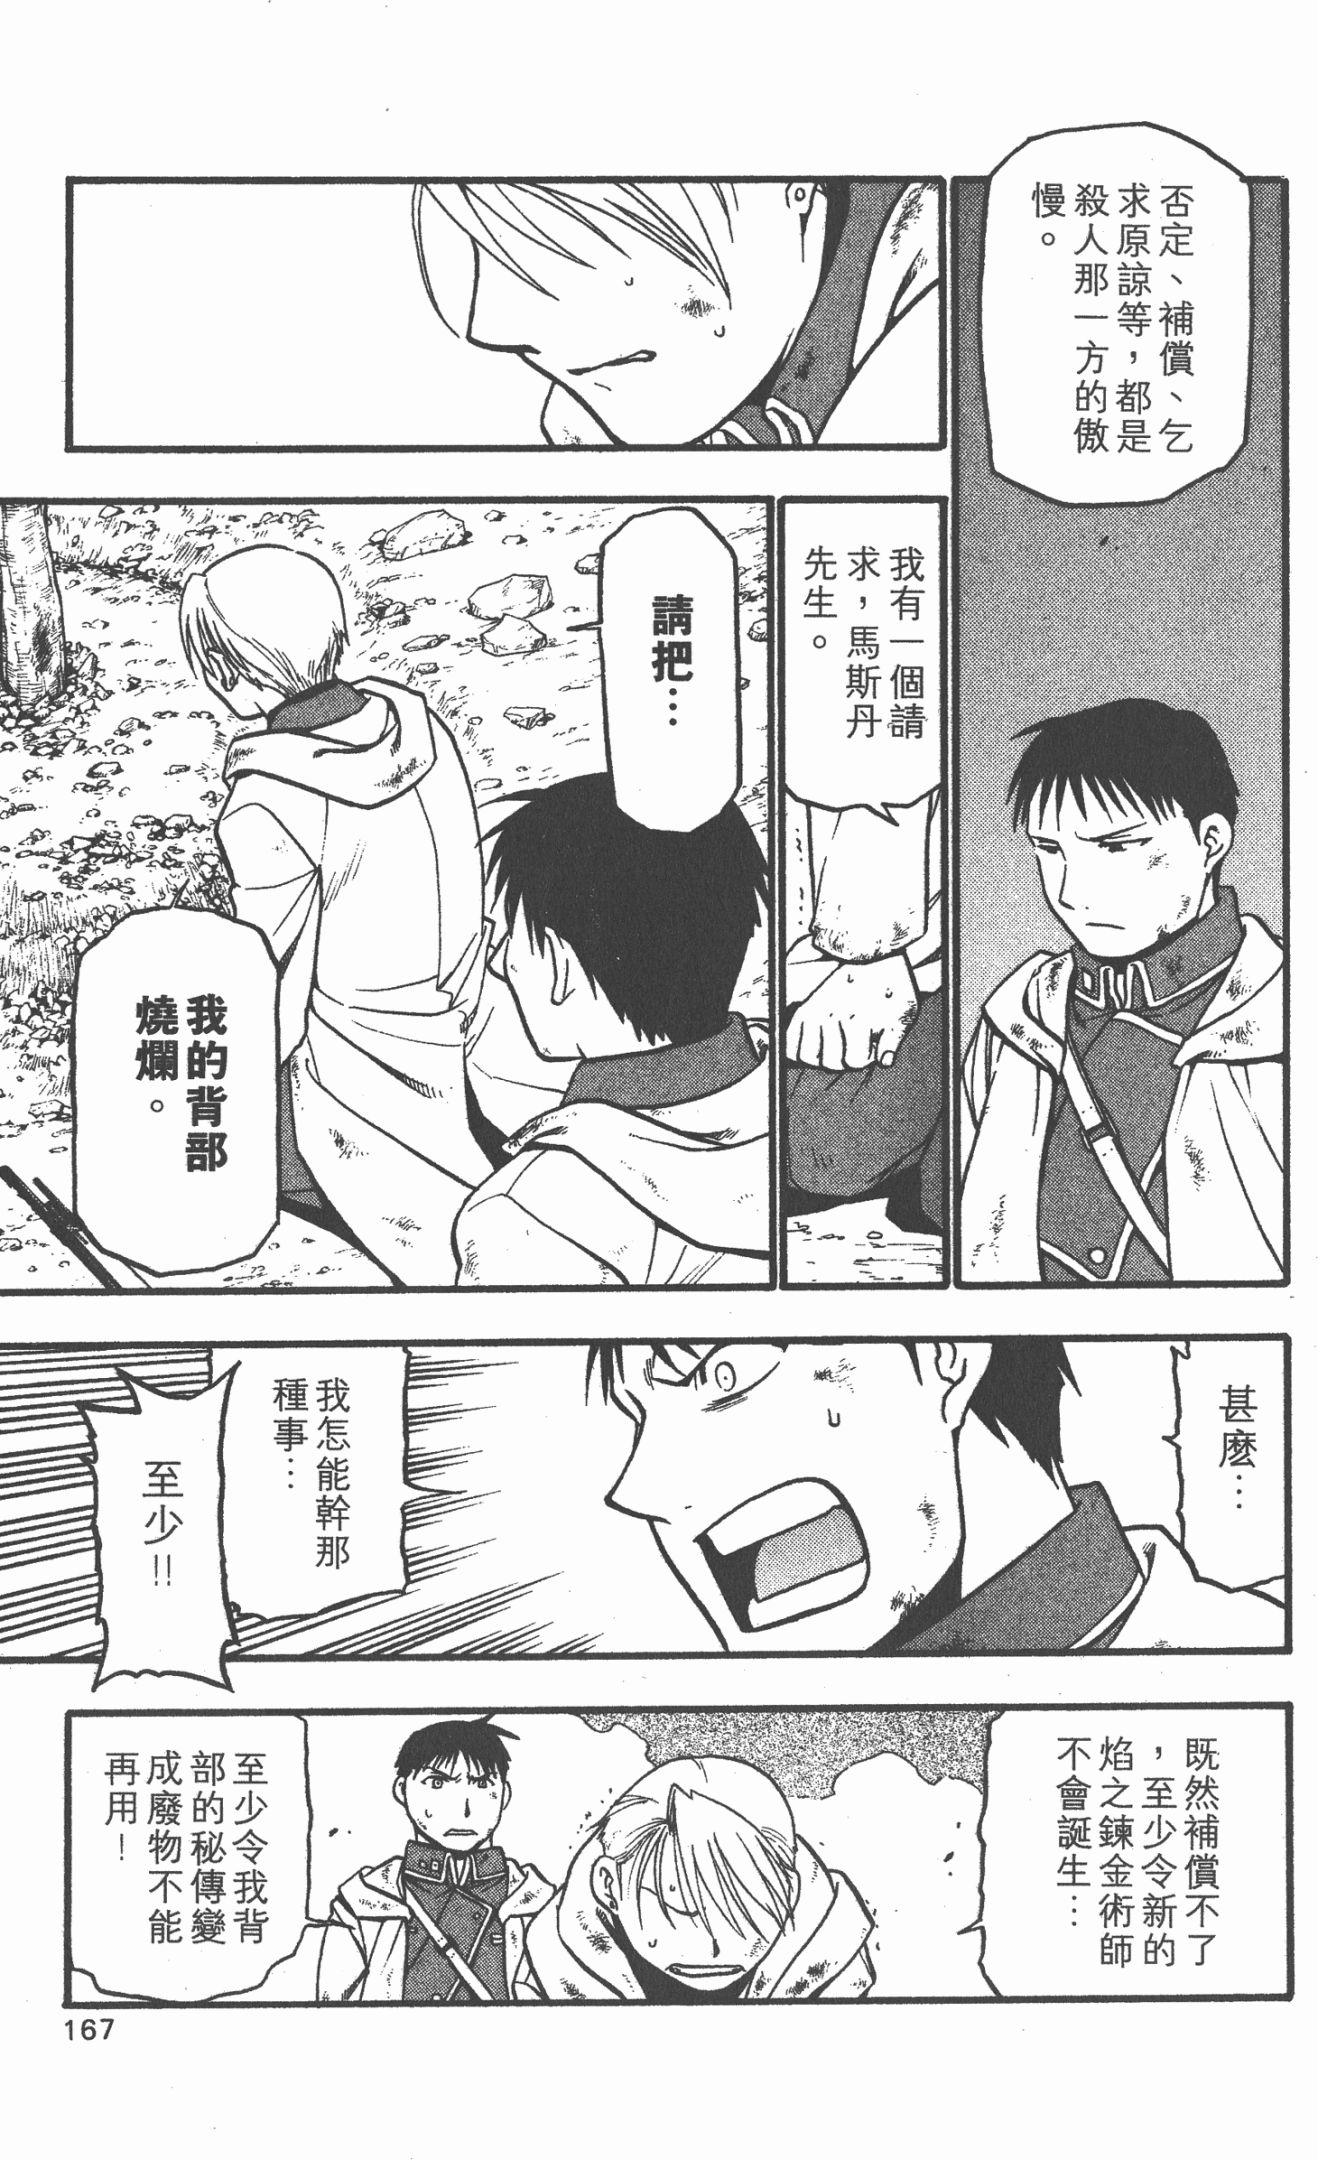 否定、補償、乞
求原諒等，都是
殺人那一方的傲
慢。
我有一個請
求，馬斯丹
先生。
請把…
我的背部
燒爛。
甚麼…
我怎能幹那
種事…
至少!!
既然補償不了
，至少令新的
焰之鍊金術師
不會誕生…
至少令我背
部的秘傳變
成廢物不能
再用！
167